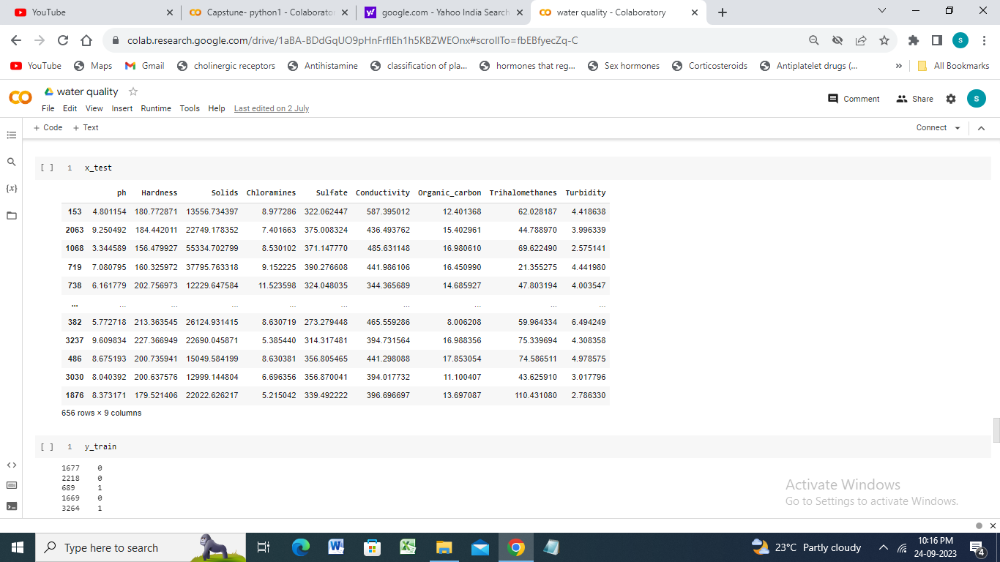 YouTube Capstune- python1 - Colaborator google.com - Yahoo India Search water quality - Colaboratory
colab.research.google.com/drive/1aBA-BDdGqUO9pHnFrflEh1h5KBZWEOnx#scrollTo=fbEBfyecZq-C S
YouTube Maps Gmail cholinergic receptors Antihistamine classification of pla... hormones that reg... Sex hormones Corticosteroids Antiplatelet drugs (... » All Bookmarks
water quality Comment Share S
File Edit View Insert Runtime Tools Help Last edited on 2 July
+ Code + Text Connect
[ ] 1 x_test
ph Hardness Solids Chloramines Sulfate Conductivity Organic_carbon Trihalomethanes Turbidity
153 4.801154 180.772871 13556.734397 8.977286 322.062447 587.395012 12.401368 62.028187 4.418638
2063 9.250492 184.442011 22749.178352 7.401663 375.008324 436.493762 15.402961 44.788970 3.996339
1068 3.344589 156.479927 55334.702799 8.530102 371.147770 485.631148 16.980610 69.622490 2.575141
719 7.080795 160.325972 37795.763318 9.152225 390.276608 441.986106 16.450990 21.355275 4.441980
738 6.161779 202.756973 12229.647584 11.523598 324.048035 344.365689 14.685927 47.803194 4.003547
... ... ... ... ... ... ... ... ... ...
382 5.772718 213.363545 26124.931415 8.630719 273.279448 465.559286 8.006208 59.964334 6.494249
3237 9.609834 227.366949 22690.045871 5.385440 314.317481 394.731564 16.988356 75.339694 4.308358
486 8.675193 200.735941 15049.584199 8.630381 356.805465 441.298088 17.853054 74.586511 4.978575
3030 8.040392 200.637576 12999.144804 6.696356 356.870041 394.017732 11.100407 43.625910 3.017796
1876 8.373171 179.521406 22022.626217 5.215042 339.492222 396.696697 13.697087 110.431080 2.786330
656 rows × 9 columns
[ ] 1 y_train
1677 0
2218 0
689 1
1669 0
3264 1
Activate Windows
Go to Settings to activate Windows.
Type here to search 23°C Partly cloudy 10:16 PM
24-09-2023 4